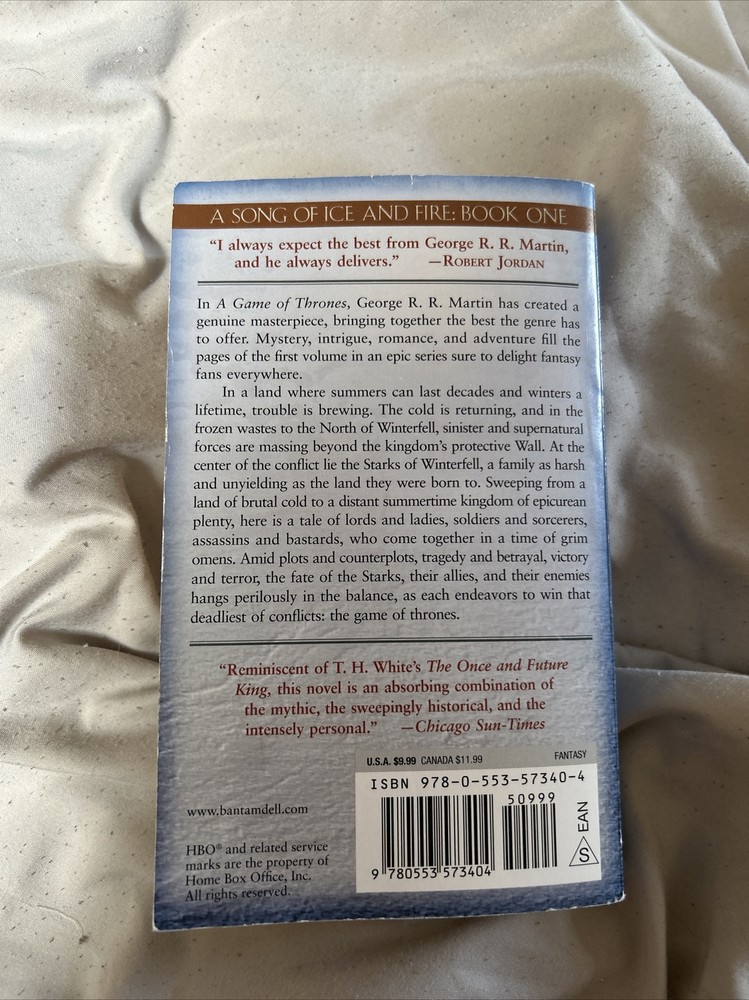 A SONG OF ICE AND FIRE: BOOK ONE
“I always expect the best from George R. R. Martin,
and he always delivers.” —ROBERT JORDAN
In A Game of Thrones, George R. R. Martin has created a
genuine masterpiece, bringing together the best the genre has
to offer. Mystery, intrigue, romance, and adventure fill the
pages of the first volume in an epic series sure to delight fantasy
fans everywhere.
In a land where summers can last decades and winters a
lifetime, trouble is brewing. The cold is returning, and in the
frozen wastes to the North of Winterfell, sinister and supernatural
forces are massing beyond the kingdom’s protective Wall. At the
center of the conflict lie the Starks of Winterfell, a family as harsh
and unyielding as the land they were born to. Sweeping from a
land of brutal cold to a distant summertime kingdom of epicurean
plenty, here is a tale of lords and ladies, soldiers and sorcerers,
assassins and bastards, who come together in a time of grim
omens. Amid plots and counterplots, tragedy and betrayal, victory
and terror, the fate of the Starks, their allies, and their enemies
hangs perilously in the balance, as each endeavors to win that
deadliest of conflicts: the game of thrones.
“Reminiscent of T. H. White’s The Once and Future
King, this novel is an absorbing combination of
the mythic, the sweepingly historical, and the
intensely personal.” —Chicago Sun-Times
U.S.A. $9.99 CANADA $11.99 FANTASY
ISBN 978-0-553-57340-4
50999
9 780553 573404
S EAN
www.bantamdell.com
HBO® and related service
marks are the property of
Home Box Office, Inc.
All rights reserved.